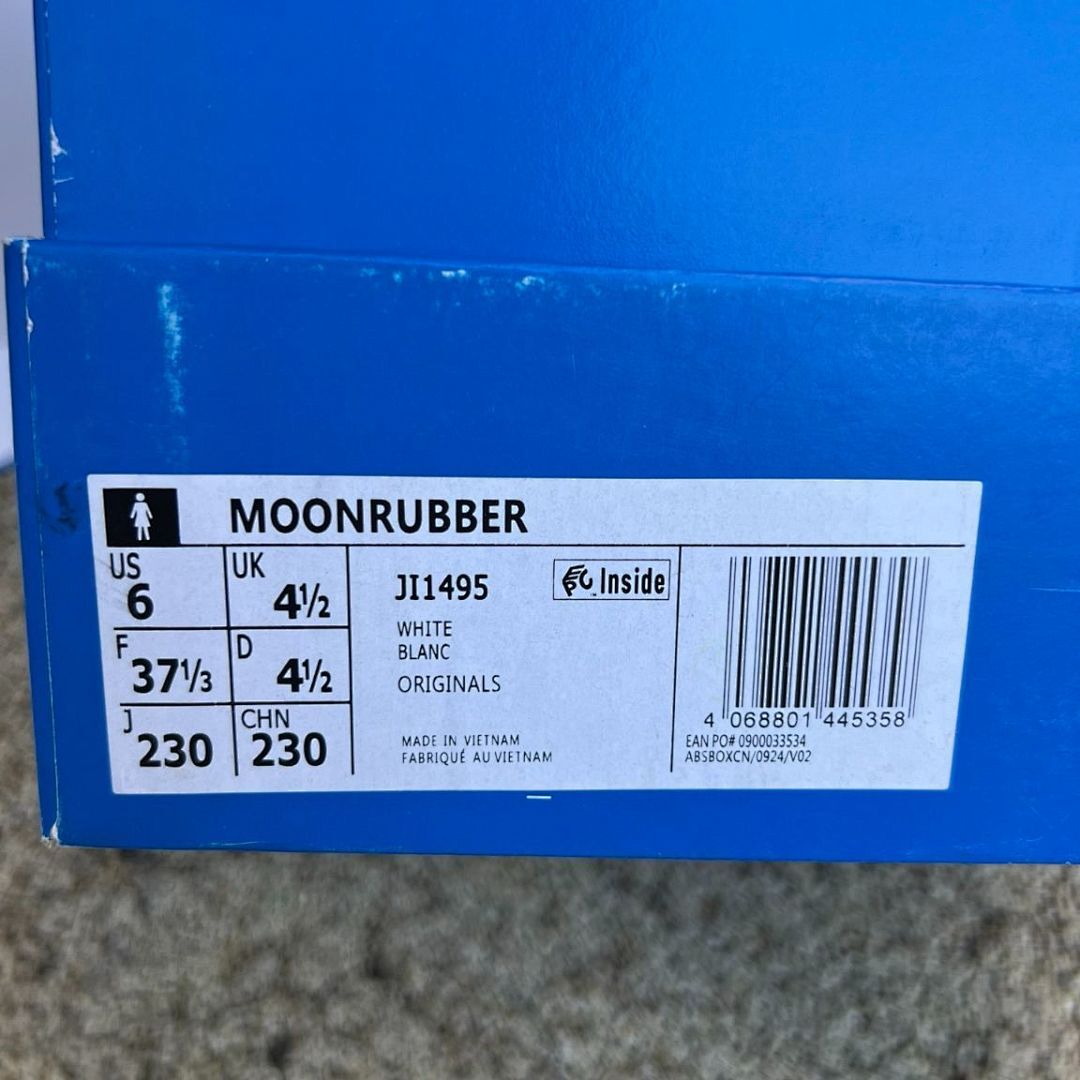 MOONRUBBER
US 6 UK 4½
F 37⅓ D 4½
J 230 CHN 230
JI1495
EPC Inside
WHITE
BLANC
ORIGINALS
MADE IN VIETNAM
FABRIQUÉ AU VIETNAM
4 068801 445358
EAN PO# 0900033534
ABSBOXCN/0924/V02